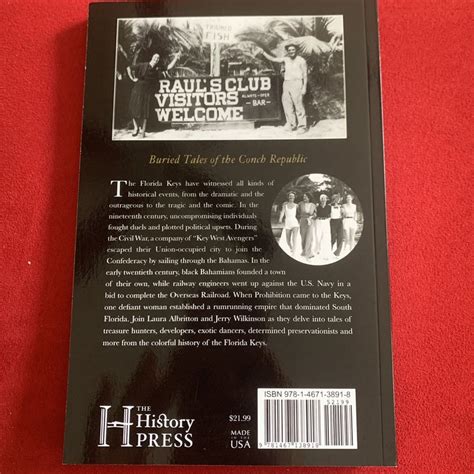 TRAINED
FISH
RAUL'S CLUB
VISITORS ALWAYS OPEN
WELCOME BAR
Buried Tales of the Conch Republic
The Florida Keys have witnessed all kinds of
historical events, from the dramatic and the
outrageous to the tragic and the comic. In the
nineteenth century, uncompromising individuals
fought duels and plotted political upsets. During
the Civil War, a company of "Key West Avengers"
escaped their Union-occupied city to join the
Confederacy by sailing through the Bahamas. In the
early twentieth century, black Bahamians founded a town
of their own, while railway engineers went up against the U.S. Navy in a
bid to complete the Overseas Railroad. When Prohibition came to the Keys,
one defiant woman established a rumrunning empire that dominated South
Florida. Join Laura Albritton and Jerry Wilkinson as they delve into tales of
treasure hunters, developers, exotic dancers, determined preservationists and
more from the colorful history of the Florida Keys.
THE
History
PRESS
$21.99
MADE IN THE
USA
ISBN 978-1-4671-3891-8
52199
9 781467 138918